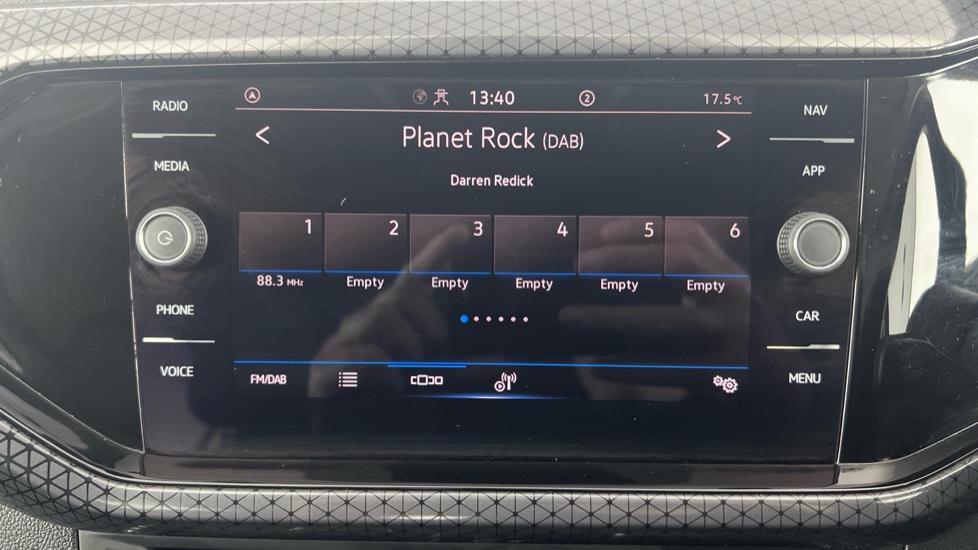 RADIO
MEDIA
PHONE
VOICE
13:40 2 17.5°C
Planet Rock (DAB)
Darren Redick
1 2 3 4 5 6
88.3 MHz Empty Empty Empty Empty Empty
FM/DAB
NAV
APP
CAR
MENU